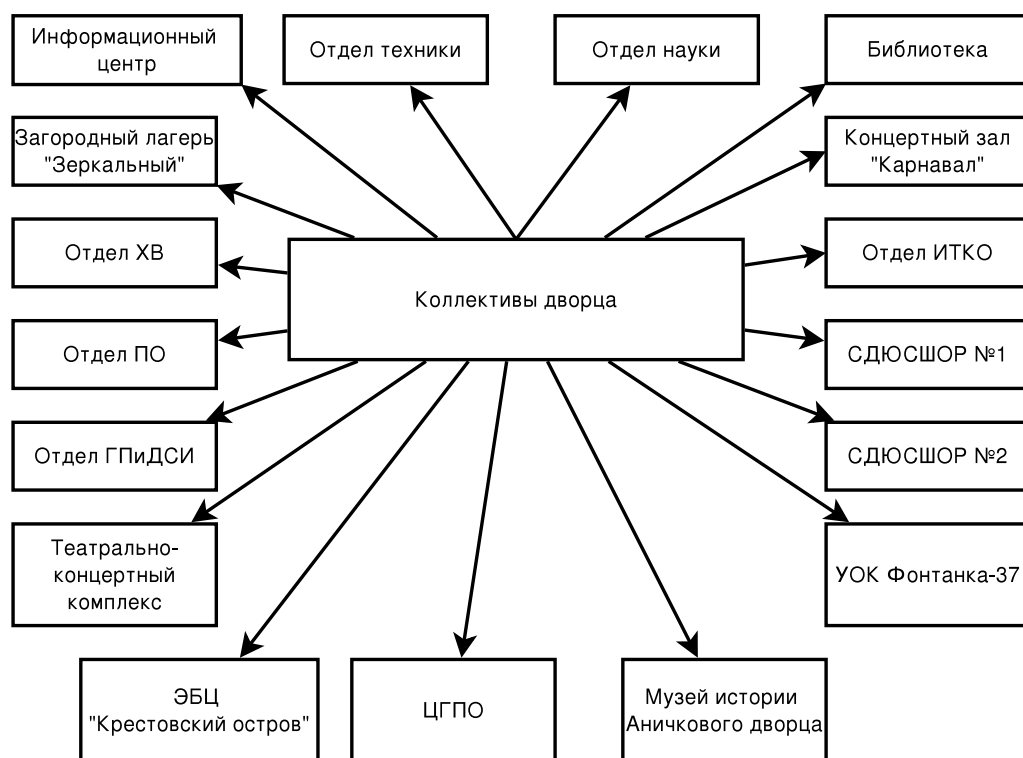 Информационный
центр
Отдел техники
Отдел науки
Библиотека
Загородный лагерь
"Зеркальный"
Концертный зал
"Карнавал"
Отдел ХВ
Отдел ИТКО
Коллективы дворца
Отдел ПО
СДЮСШОР №1
Отдел ГПиДСИ
СДЮСШОР №2
Театрально-
концертный
комплекс
УОК Фонтанка-37
ЭБЦ
"Крестовский остров"
ЦГПО
Музей истории
Аничкового дворца